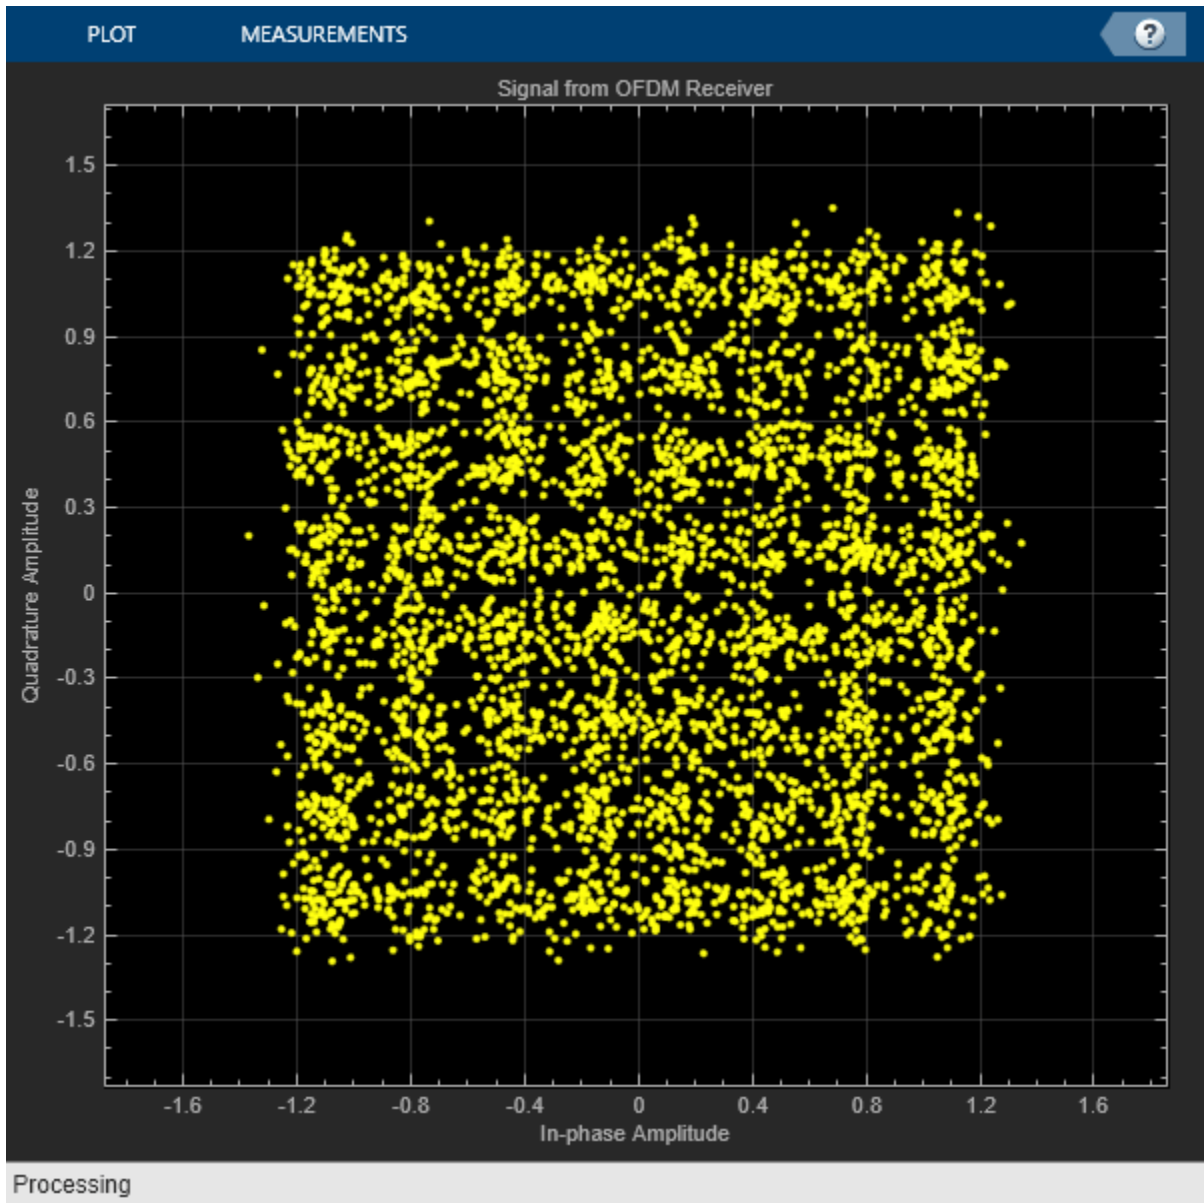 PLOT MEASUREMENTS ?
Signal from OFDM Receiver
1.5
1.2
0.9
0.6
0.3
0
-0.3
-0.6
-0.9
-1.2
-1.5
Quadrature Amplitude
-1.6 -1.2 -0.8 -0.4 0 0.4 0.8 1.2 1.6
In-phase Amplitude
Processing